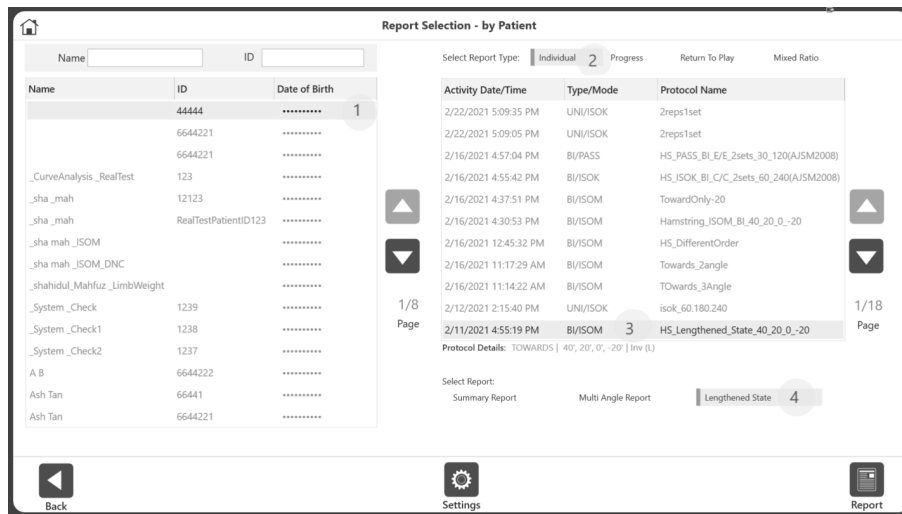 Report Selection - by Patient
Name ID
Select Report Type: Individual 2 Progress Return To Play Mixed Ratio
Name ID Date of Birth
44444 •••••••••• 1
6644221 ••••••••••
6644221 ••••••••••
_CurveAnalysis _RealTest 123 ••••••••••
_sha _mah 12123 ••••••••••
_sha _mah RealTestPatientID123 ••••••••••
_sha mah _ISOM ••••••••••
_sha mah _ISOM_DNC ••••••••••
_shahidul_Mahfuz _LimbWeight ••••••••••
_System _Check 1239 ••••••••••
_System _Check1 1238 ••••••••••
_System _Check2 1237 ••••••••••
A B 6644222 ••••••••••
Ash Tan 66441 ••••••••••
Ash Tan 6644221 ••••••••••
1/8
Page
Activity Date/Time Type/Mode Protocol Name
2/22/2021 5:09:35 PM UNI/ISOK 2reps1set
2/22/2021 5:09:05 PM UNI/ISOK 2reps1set
2/16/2021 4:57:04 PM BI/PASS HS_PASS_BI_E/E_2sets_30_120(AJSM2008)
2/16/2021 4:55:42 PM BI/ISOK HS_ISOK_BI_C/C_2sets_60_240(AJSM2008)
2/16/2021 4:37:51 PM BI/ISOM TowardOnly-20
2/16/2021 4:30:53 PM BI/ISOM Hamstring_ISOM_BI_40_20_0_-20
2/16/2021 12:45:32 PM BI/ISOM HS_DifferentOrder
2/16/2021 11:17:29 AM BI/ISOM Towards_2angle
2/16/2021 11:14:22 AM BI/ISOM TOwards_3Angle
2/12/2021 2:15:40 PM UNI/ISOK isok_60.180.240
2/11/2021 4:55:19 PM BI/ISOM 3 HS_Lengthened_State_40_20_0_-20
1/18
Page
Protocol Details: TOWARDS | 40', 20', 0', -20' | Inv (L)
Select Report:
Summary Report Multi Angle Report Lengthened State 4
Back Settings Report